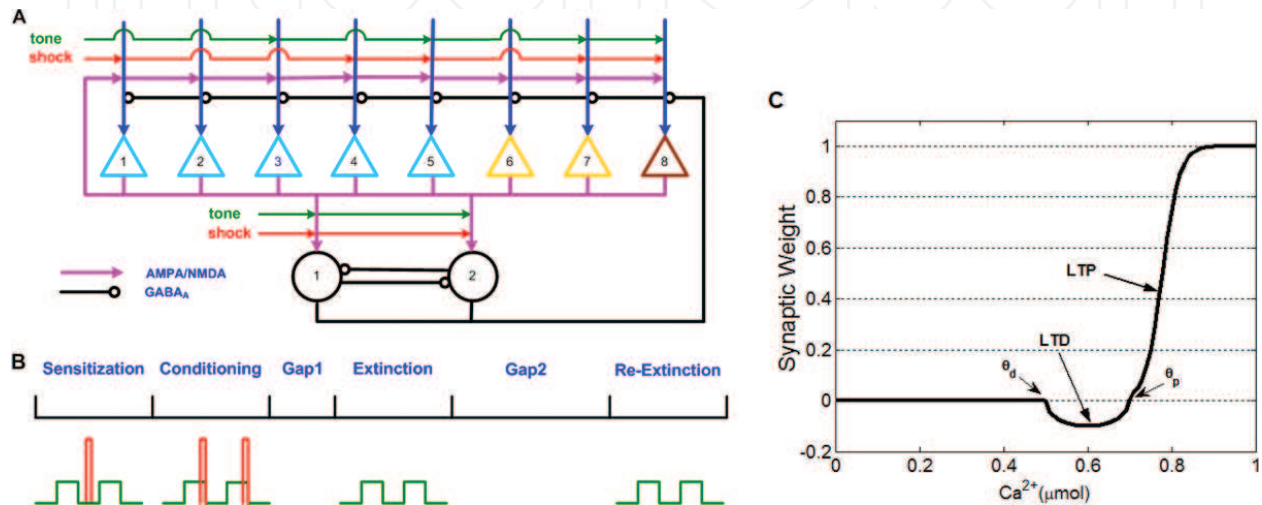 A
tone
shock
1 2 3 4 5 6 7 8
tone
shock
1 2
AMPA/NMDA
GABAA
B
Sensitization Conditioning Gap1 Extinction Gap2 Re-Extinction
C
Synaptic Weight
1
0.8
0.6
0.4
0.2
0
-0.2
LTP
LTD
θd
θp
0 0.2 0.4 0.6 0.8 1
Ca2+(μmol)